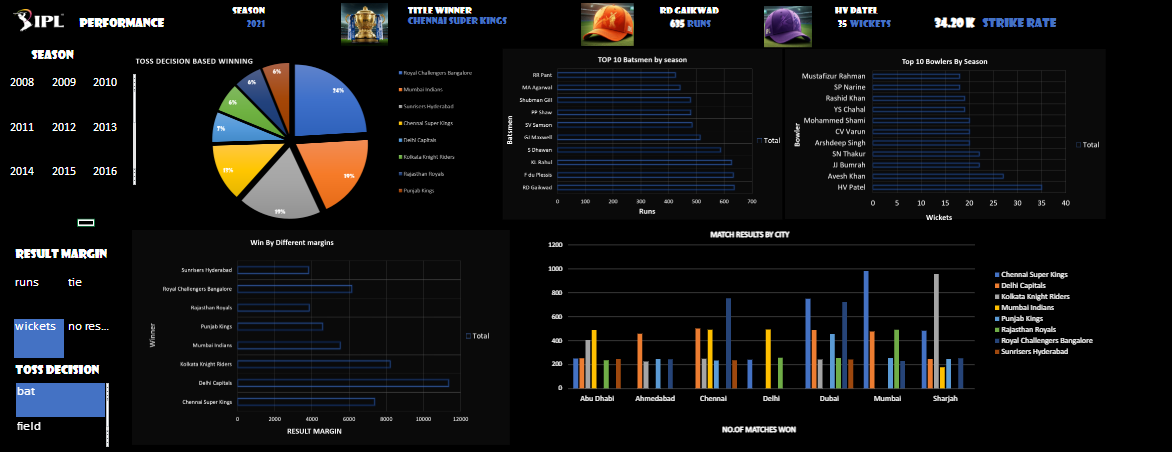 IPL PERFORMANCE
SEASON
2021
TITLE WINNER
CHENNAI SUPER KINGS
RD GAIKWAD
635 RUNS
HV PATEL
35 WICKETS
34.20 K STRIKE RATE
SEASON
2008 2009 2010
2011 2012 2013
2014 2015 2016
TOSS DECISION BASED WINNING
24%
19%
19%
13%
7%
6%
6%
6%
Royal Challengers Bangalore
Mumbai Indians
Sunrisers Hyderabad
Chennai Super Kings
Delhi Capitals
Kolkata Knight Riders
Rajasthan Royals
Punjab Kings
TOP 10 Batsmen by season
Batsmen
RR Pant
MA Agarwal
Shubman Gill
PP Shaw
SV Samson
GJ Maxwell
S Dhawan
KL Rahul
F du Plessis
RD Gaikwad
0 100 200 300 400 500 600 700
Runs
Total
Top 10 Bowlers By Season
Bowler
Mustafizur Rahman
SP Narine
Rashid Khan
YS Chahal
Mohammed Shami
CV Varun
Arshdeep Singh
SN Thakur
JJ Bumrah
Avesh Khan
HV Patel
0 5 10 15 20 25 30 35 40
Wickets
Total
RESULT MARGIN
runs tie
wickets no res...
TOSS DECISION
bat
field
Win By Different margins
Winner
Sunrisers Hyderabad
Royal Challengers Bangalore
Rajasthan Royals
Punjab Kings
Mumbai Indians
Kolkata Knight Riders
Delhi Capitals
Chennai Super Kings
0 2000 4000 6000 8000 10000 12000
RESULT MARGIN
Total
MATCH RESULTS BY CITY
1200
1000
800
600
400
200
0
Abu Dhabi Ahmedabad Chennai Delhi Dubai Mumbai Sharjah
NO.OF MATCHES WON
Chennai Super Kings
Delhi Capitals
Kolkata Knight Riders
Mumbai Indians
Punjab Kings
Rajasthan Royals
Royal Challengers Bangalore
Sunrisers Hyderabad